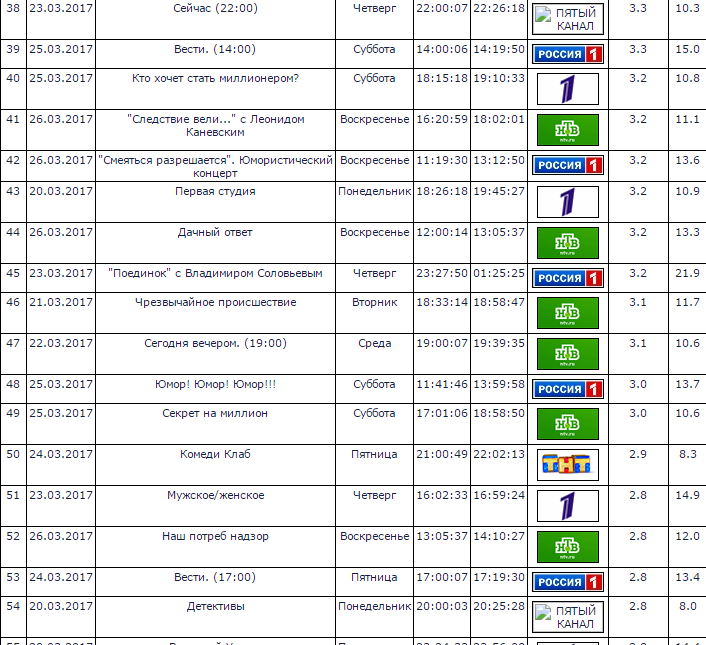 38 23.03.2017 Сейчас (22:00) Четверг 22:00:07 22:26:18 ПЯТЫЙ КАНАЛ 3.3 10.3
39 25.03.2017 Вести. (14:00) Суббота 14:00:06 14:19:50 РОССИЯ 1 3.3 15.0
40 25.03.2017 Кто хочет стать миллионером? Суббота 18:15:18 19:10:33 1 3.2 10.8
41 26.03.2017 "Следствие вели..." с Леонидом Каневским Воскресенье 16:20:59 18:02:01 НТВ ntv.ru 3.2 11.1
42 26.03.2017 "Смеяться разрешается". Юмористический концерт Воскресенье 11:19:30 13:12:50 РОССИЯ 1 3.2 13.6
43 20.03.2017 Первая студия Понедельник 18:26:18 19:45:27 1 3.2 10.9
44 26.03.2017 Дачный ответ Воскресенье 12:00:14 13:05:37 НТВ ntv.ru 3.2 13.3
45 23.03.2017 "Поединок" с Владимиром Соловьевым Четверг 23:27:50 01:25:25 РОССИЯ 1 3.2 21.9
46 21.03.2017 Чрезвычайное происшествие Вторник 18:33:14 18:58:47 НТВ ntv.ru 3.1 11.7
47 22.03.2017 Сегодня вечером. (19:00) Среда 19:00:07 19:39:35 НТВ ntv.ru 3.1 10.6
48 25.03.2017 Юмор! Юмор! Юмор!!! Суббота 11:41:46 13:59:58 РОССИЯ 1 3.0 13.7
49 25.03.2017 Секрет на миллион Суббота 17:01:06 18:58:50 НТВ ntv.ru 3.0 10.6
50 24.03.2017 Комеди Клаб Пятница 21:00:49 22:02:13 ТНТ 2.9 8.3
51 23.03.2017 Мужское/женское Четверг 16:02:33 16:59:24 1 2.8 14.9
52 26.03.2017 Наш потреб надзор Воскресенье 13:05:37 14:10:27 НТВ ntv.ru 2.8 12.0
53 24.03.2017 Вести. (17:00) Пятница 17:00:07 17:19:30 РОССИЯ 1 2.8 13.4
54 20.03.2017 Детективы Понедельник 20:00:03 20:25:28 ПЯТЫЙ КАНАЛ 2.8 8.0